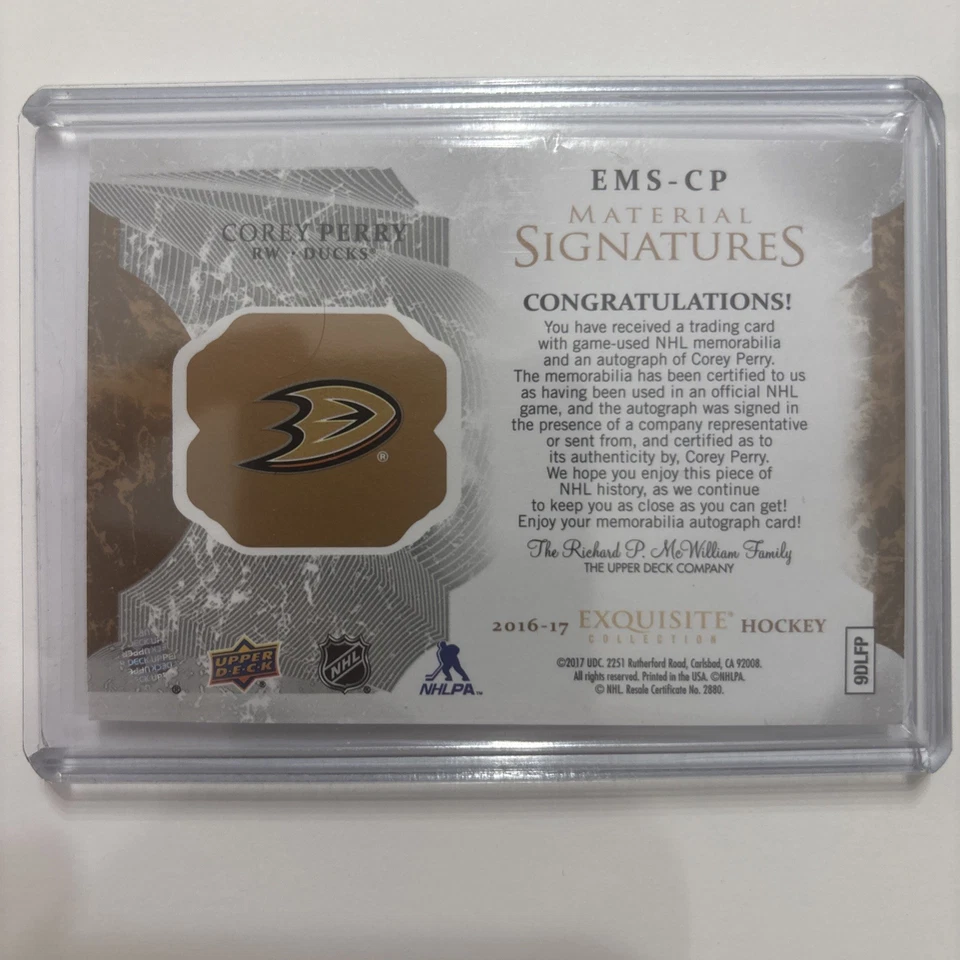 COREY PERRY
RW · DUCKS®
®
EMS-CP
MATERIAL
SIGNATURES
CONGRATULATIONS!
You have received a trading card
with game-used NHL memorabilia
and an autograph of Corey Perry.
The memorabilia has been certified to us
as having been used in an official NHL
game, and the autograph was signed in
the presence of a company representative
or sent from, and certified as to
its authenticity by, Corey Perry.
We hope you enjoy this piece of
NHL history, as we continue
to keep you as close as you can get!
Enjoy your memorabilia autograph card!
The Richard P. McWilliam Family
THE UPPER DECK COMPANY
2016-17 EXQUISITE® COLLECTION HOCKEY
©2017 UDC. 2251 Rutherford Road, Carlsbad, CA 92008.
All rights reserved. Printed in the USA. ©NHLPA.
© NHL. Resale Certificate No. 2880.
9DLFP
UPPER
DECK
NHL
NHLPA™